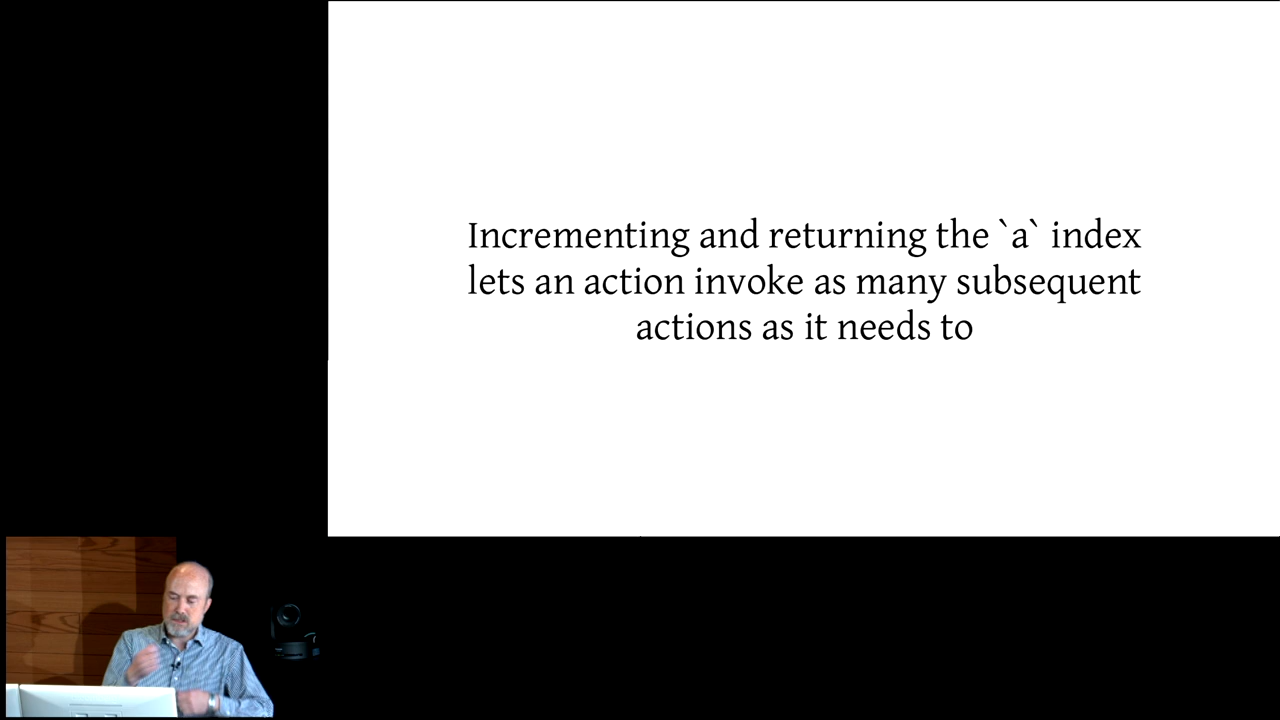 Incrementing and returning the `a` index
lets an action invoke as many subsequent
actions as it needs to